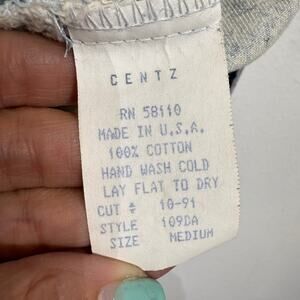 CENTZ
RN 58110
MADE IN U.S.A.
100% COTTON
HAND WASH COLD
LAY FLAT TO DRY
CUT # 10-91
STYLE 109DA
SIZE MEDIUM